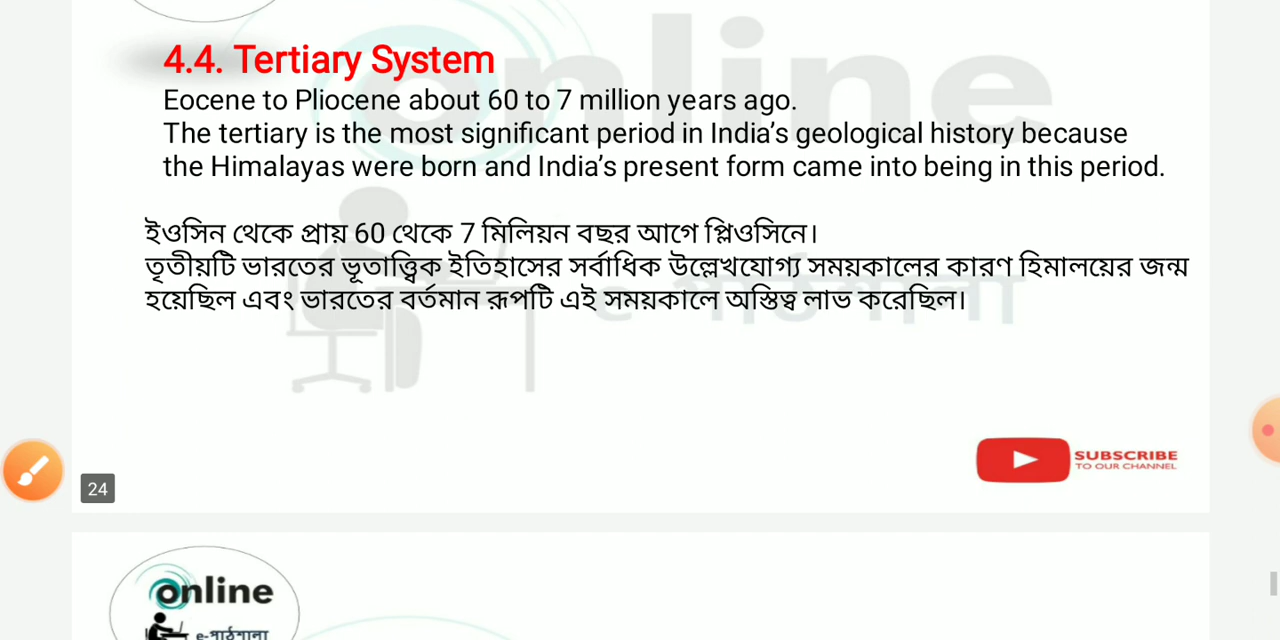 4.4. Tertiary System
Eocene to Pliocene about 60 to 7 million years ago.
The tertiary is the most significant period in India’s geological history because
the Himalayas were born and India’s present form came into being in this period.
ইওসিন থেকে প্রায় 60 থেকে 7 মিলিয়ন বছর আগে প্লিওসিনে।
তৃতীয়টি ভারতের ভূতাত্ত্বিক ইতিহাসের সর্বাধিক উল্লেখযোগ্য সময়কালের কারণ হিমালয়ের জন্ম
হয়েছিল এবং ভারতের বর্তমান রূপটি এই সময়কালে অস্তিত্ব লাভ করেছিল।
online
e-পাঠশালা
SUBSCRIBE
TO OUR CHANNEL
24
online
e-পাঠশালা